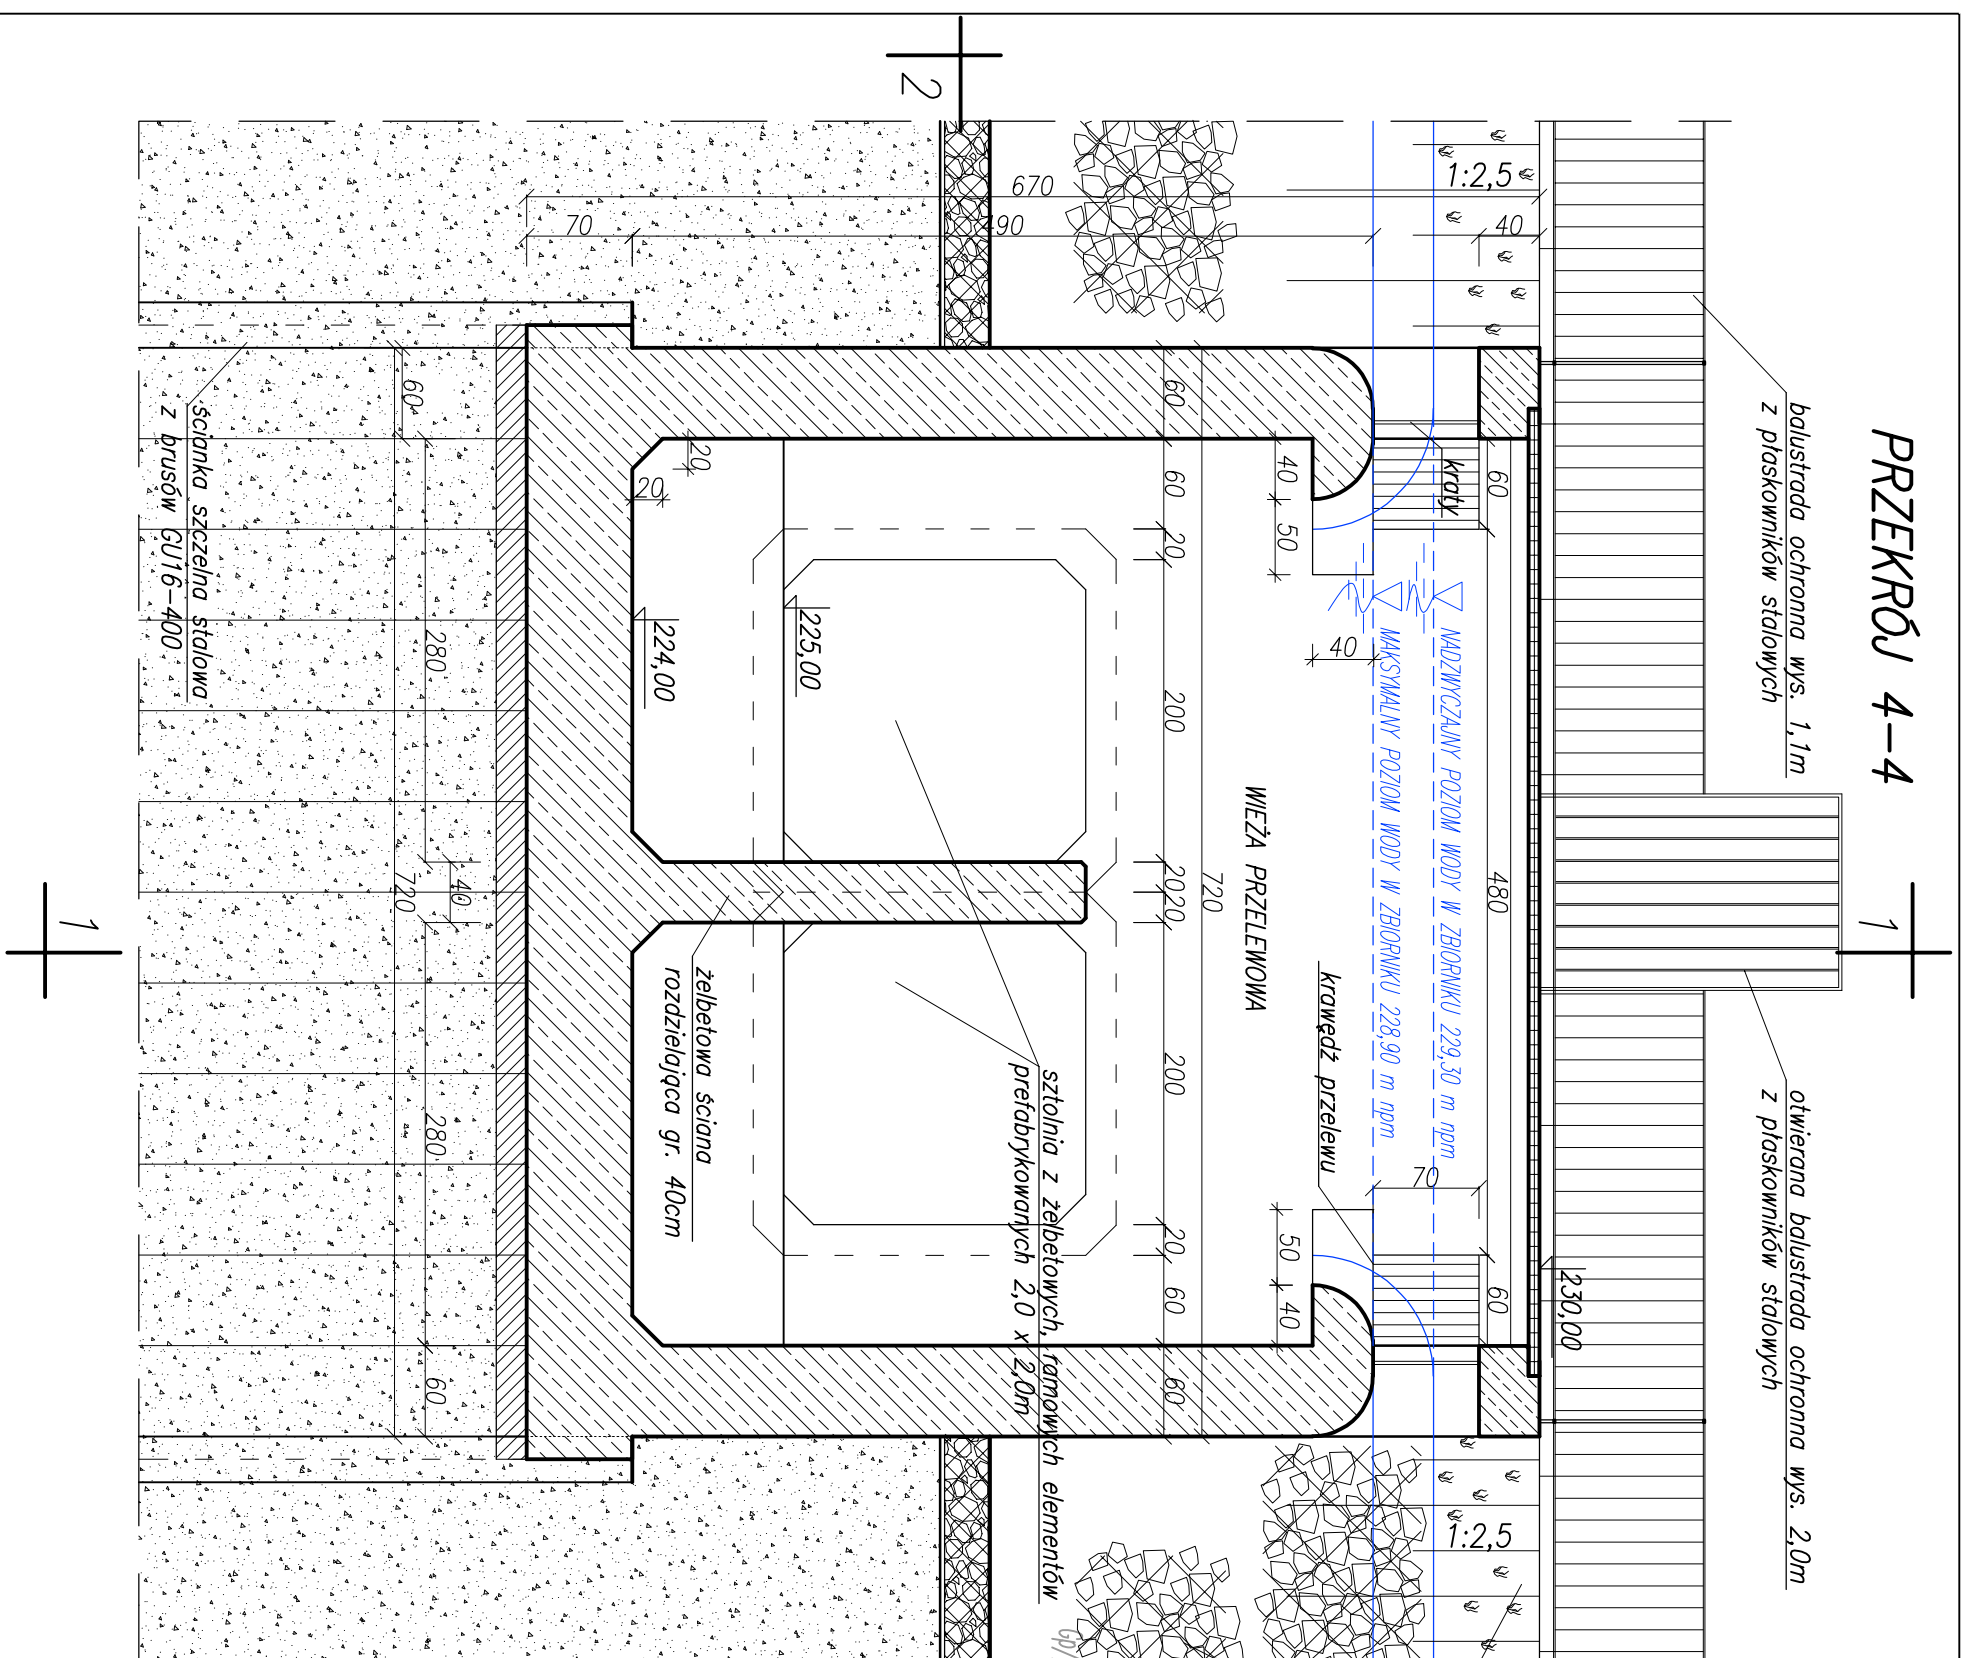 PRZEKRÓJ 4-4
balustrada ochronna wys. 1,1m
z płaskowników stalowych
otwierana balustrada ochronna wys. 2,0m
z płaskowników stalowych
1
230,00
60
480
60
40
1:2,5
1:2,5
kraty
NADZWYCZAJNY POZIOM WODY W ZBIORNIKU 229,30 m npm
MAKSYMALNY POZIOM WODY W ZBIORNIKU 228,90 m npm
70
40
krawędź przelewu
40
50
50
40
WIEŻA PRZELEWOWA
720
60
60
20
200
20
20
200
20
60
60
670
490
70
2
sztolnia z żelbetowych, ramowych elementów
prefabrykowanych 2,0 x 2,0m
225,00
224,00
20
20
żelbetowa ściana
rozdzielająca gr. 40cm
40
60
280
280
60
720
ścianka szczelna stalowa
z brusów GU16-400
1